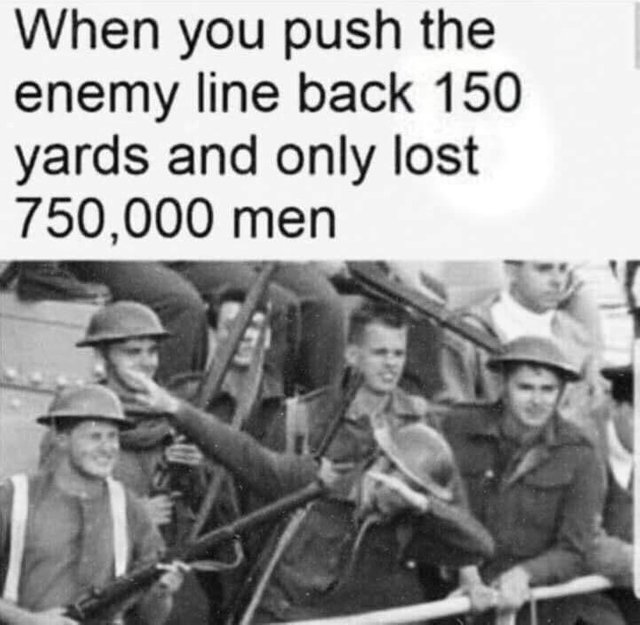 When you push the
enemy line back 150
yards and only lost
750,000 men